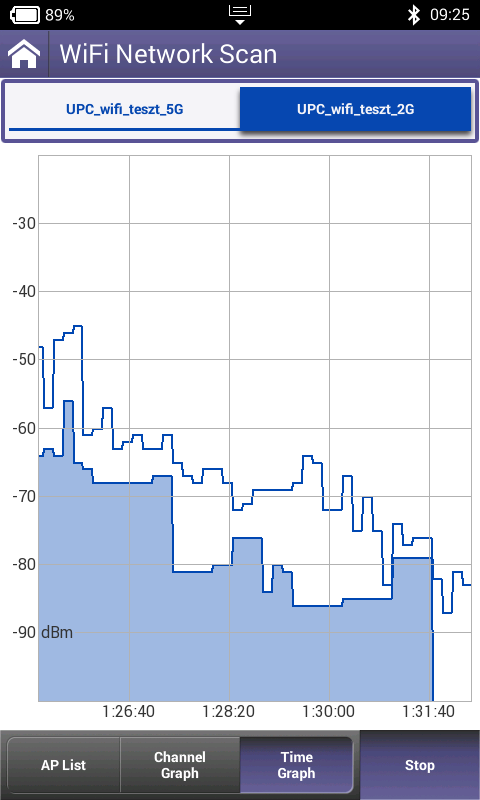 89%
09:25
WiFi Network Scan
UPC_wifi_teszt_5G
UPC_wifi_teszt_2G
-30
-40
-50
-60
-70
-80
-90 dBm
1:26:40 1:28:20 1:30:00 1:31:40
AP List
Channel
Graph
Time
Graph
Stop